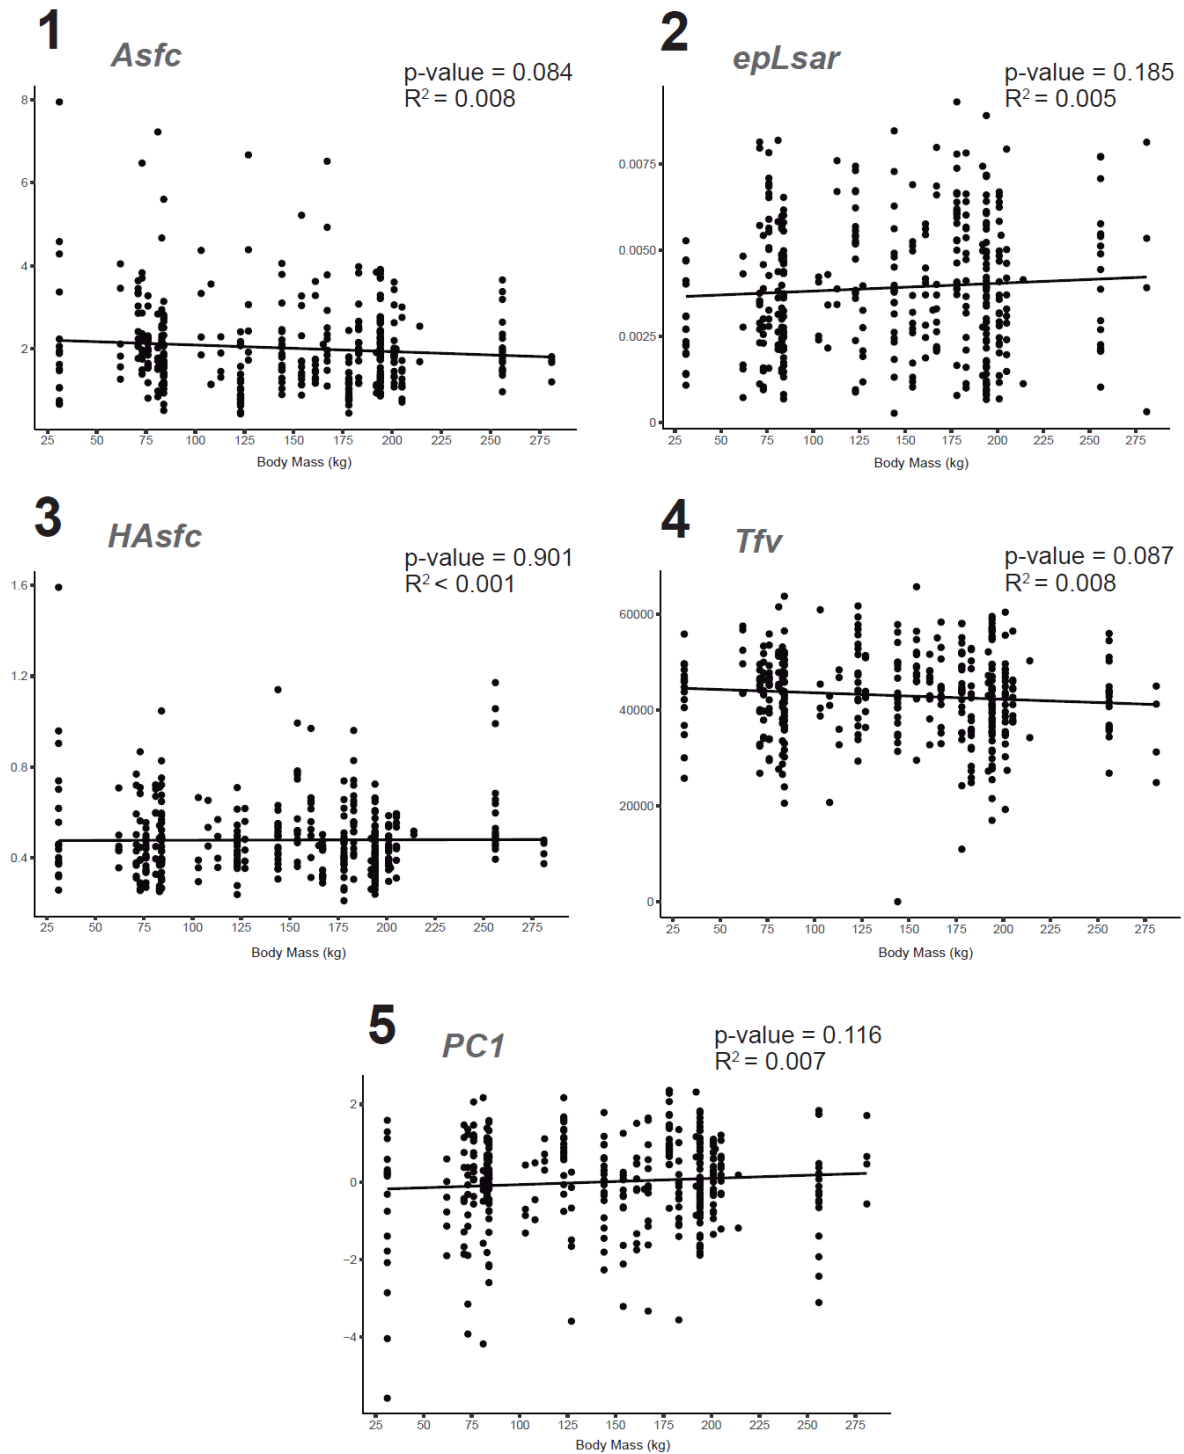 1
Asfc
p-value = 0.084
R² = 0.008
8
6
4
2
25 50 75 100 125 150 175 200 225 250 275
Body Mass (kg)
2
epLsar
p-value = 0.185
R² = 0.005
0.0075
0.0050
0.0025
0
25 50 75 100 125 150 175 200 225 250 275
Body Mass (kg)
3
HAsfc
p-value = 0.901
R² < 0.001
1.6
1.2
0.8
0.4
25 50 75 100 125 150 175 200 225 250 275
Body Mass (kg)
4
Tfv
p-value = 0.087
R² = 0.008
60000
40000
20000
0
25 50 75 100 125 150 175 200 225 250 275
Body Mass (kg)
5
PC1
p-value = 0.116
R² = 0.007
2
0
−2
−4
25 50 75 100 125 150 175 200 225 250 275
Body Mass (kg)